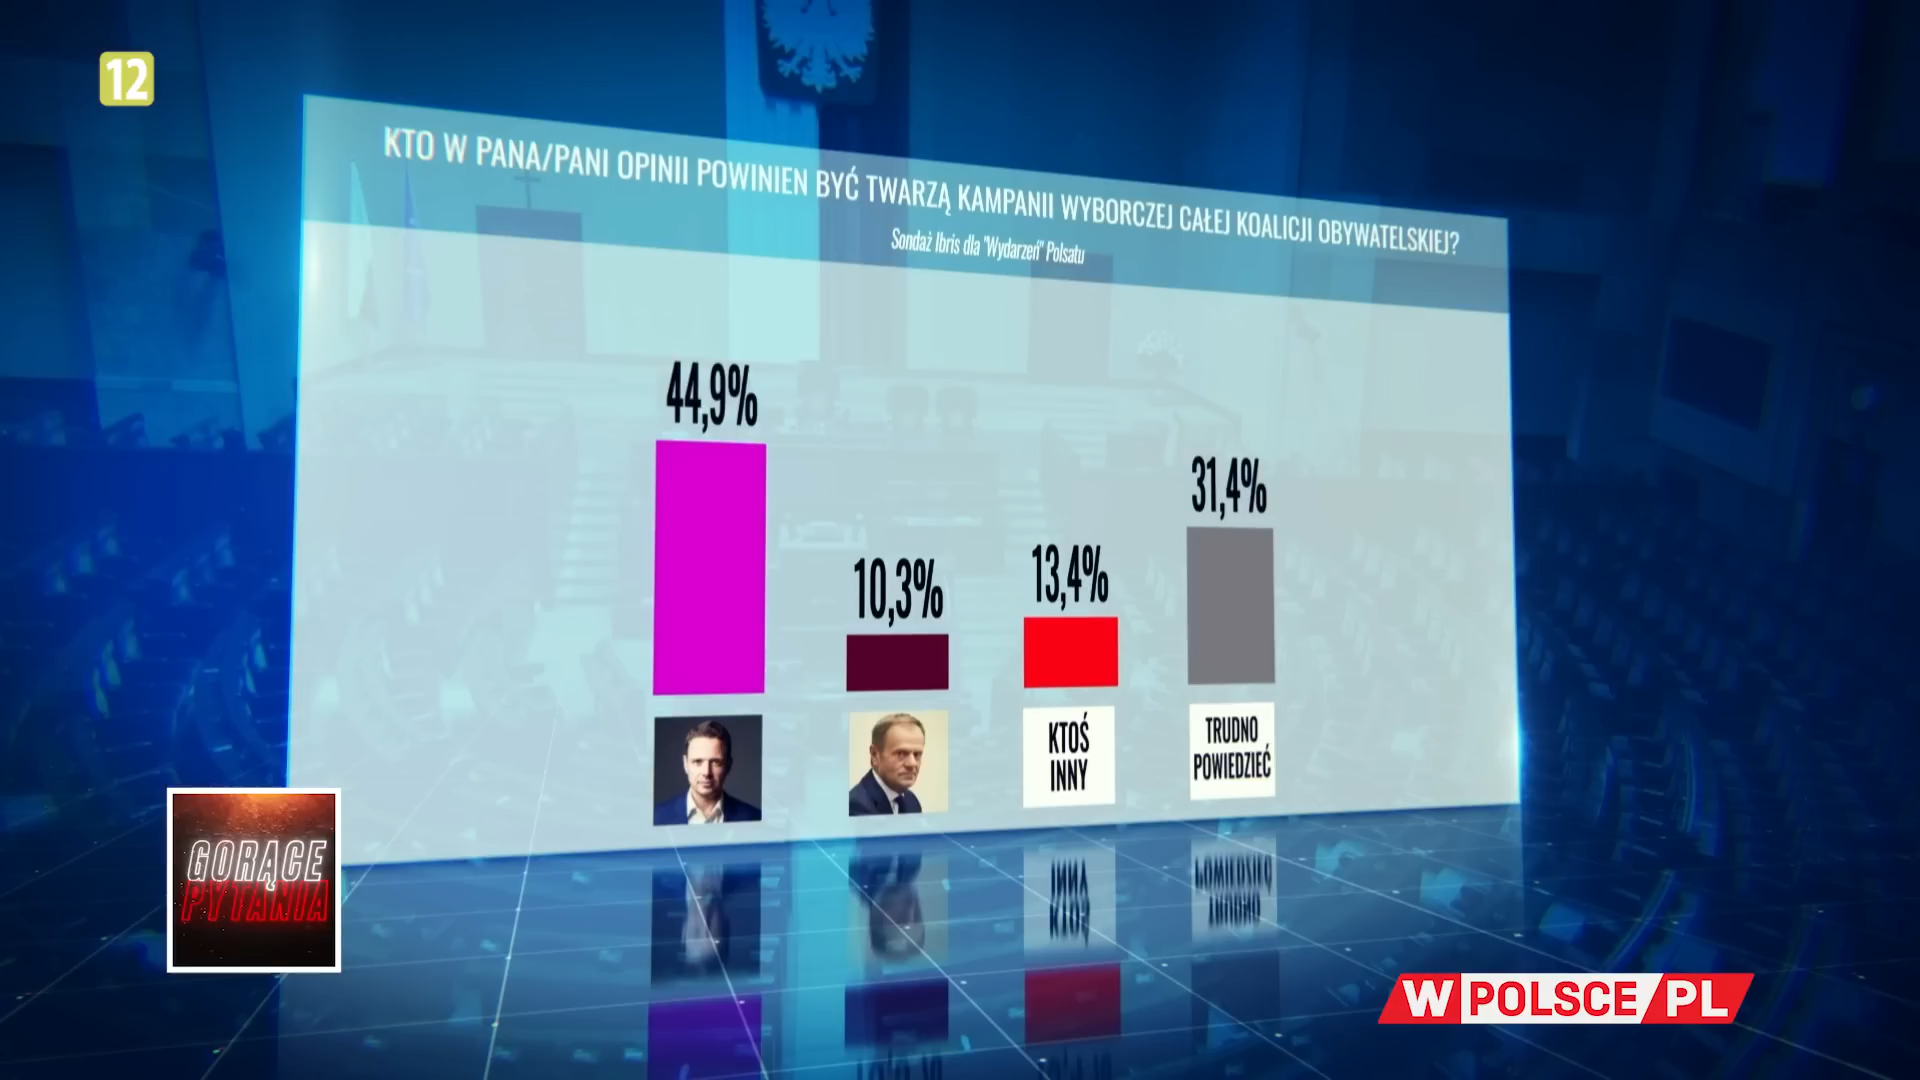 12
KTO W PANA/PANI OPINII POWINIEN BYĆ TWARZĄ KAMPANII WYBORCZEJ CAŁEJ KOALICJI OBYWATELSKIEJ?
Sondaż Ibris dla "Wydarzeń" Polsatu
44,9%
10,3%
13,4%
31,4%
KTOŚ
INNY
TRUDNO
POWIEDZIEĆ
GORĄCE
PYTANIA
WPOLSCE/PL